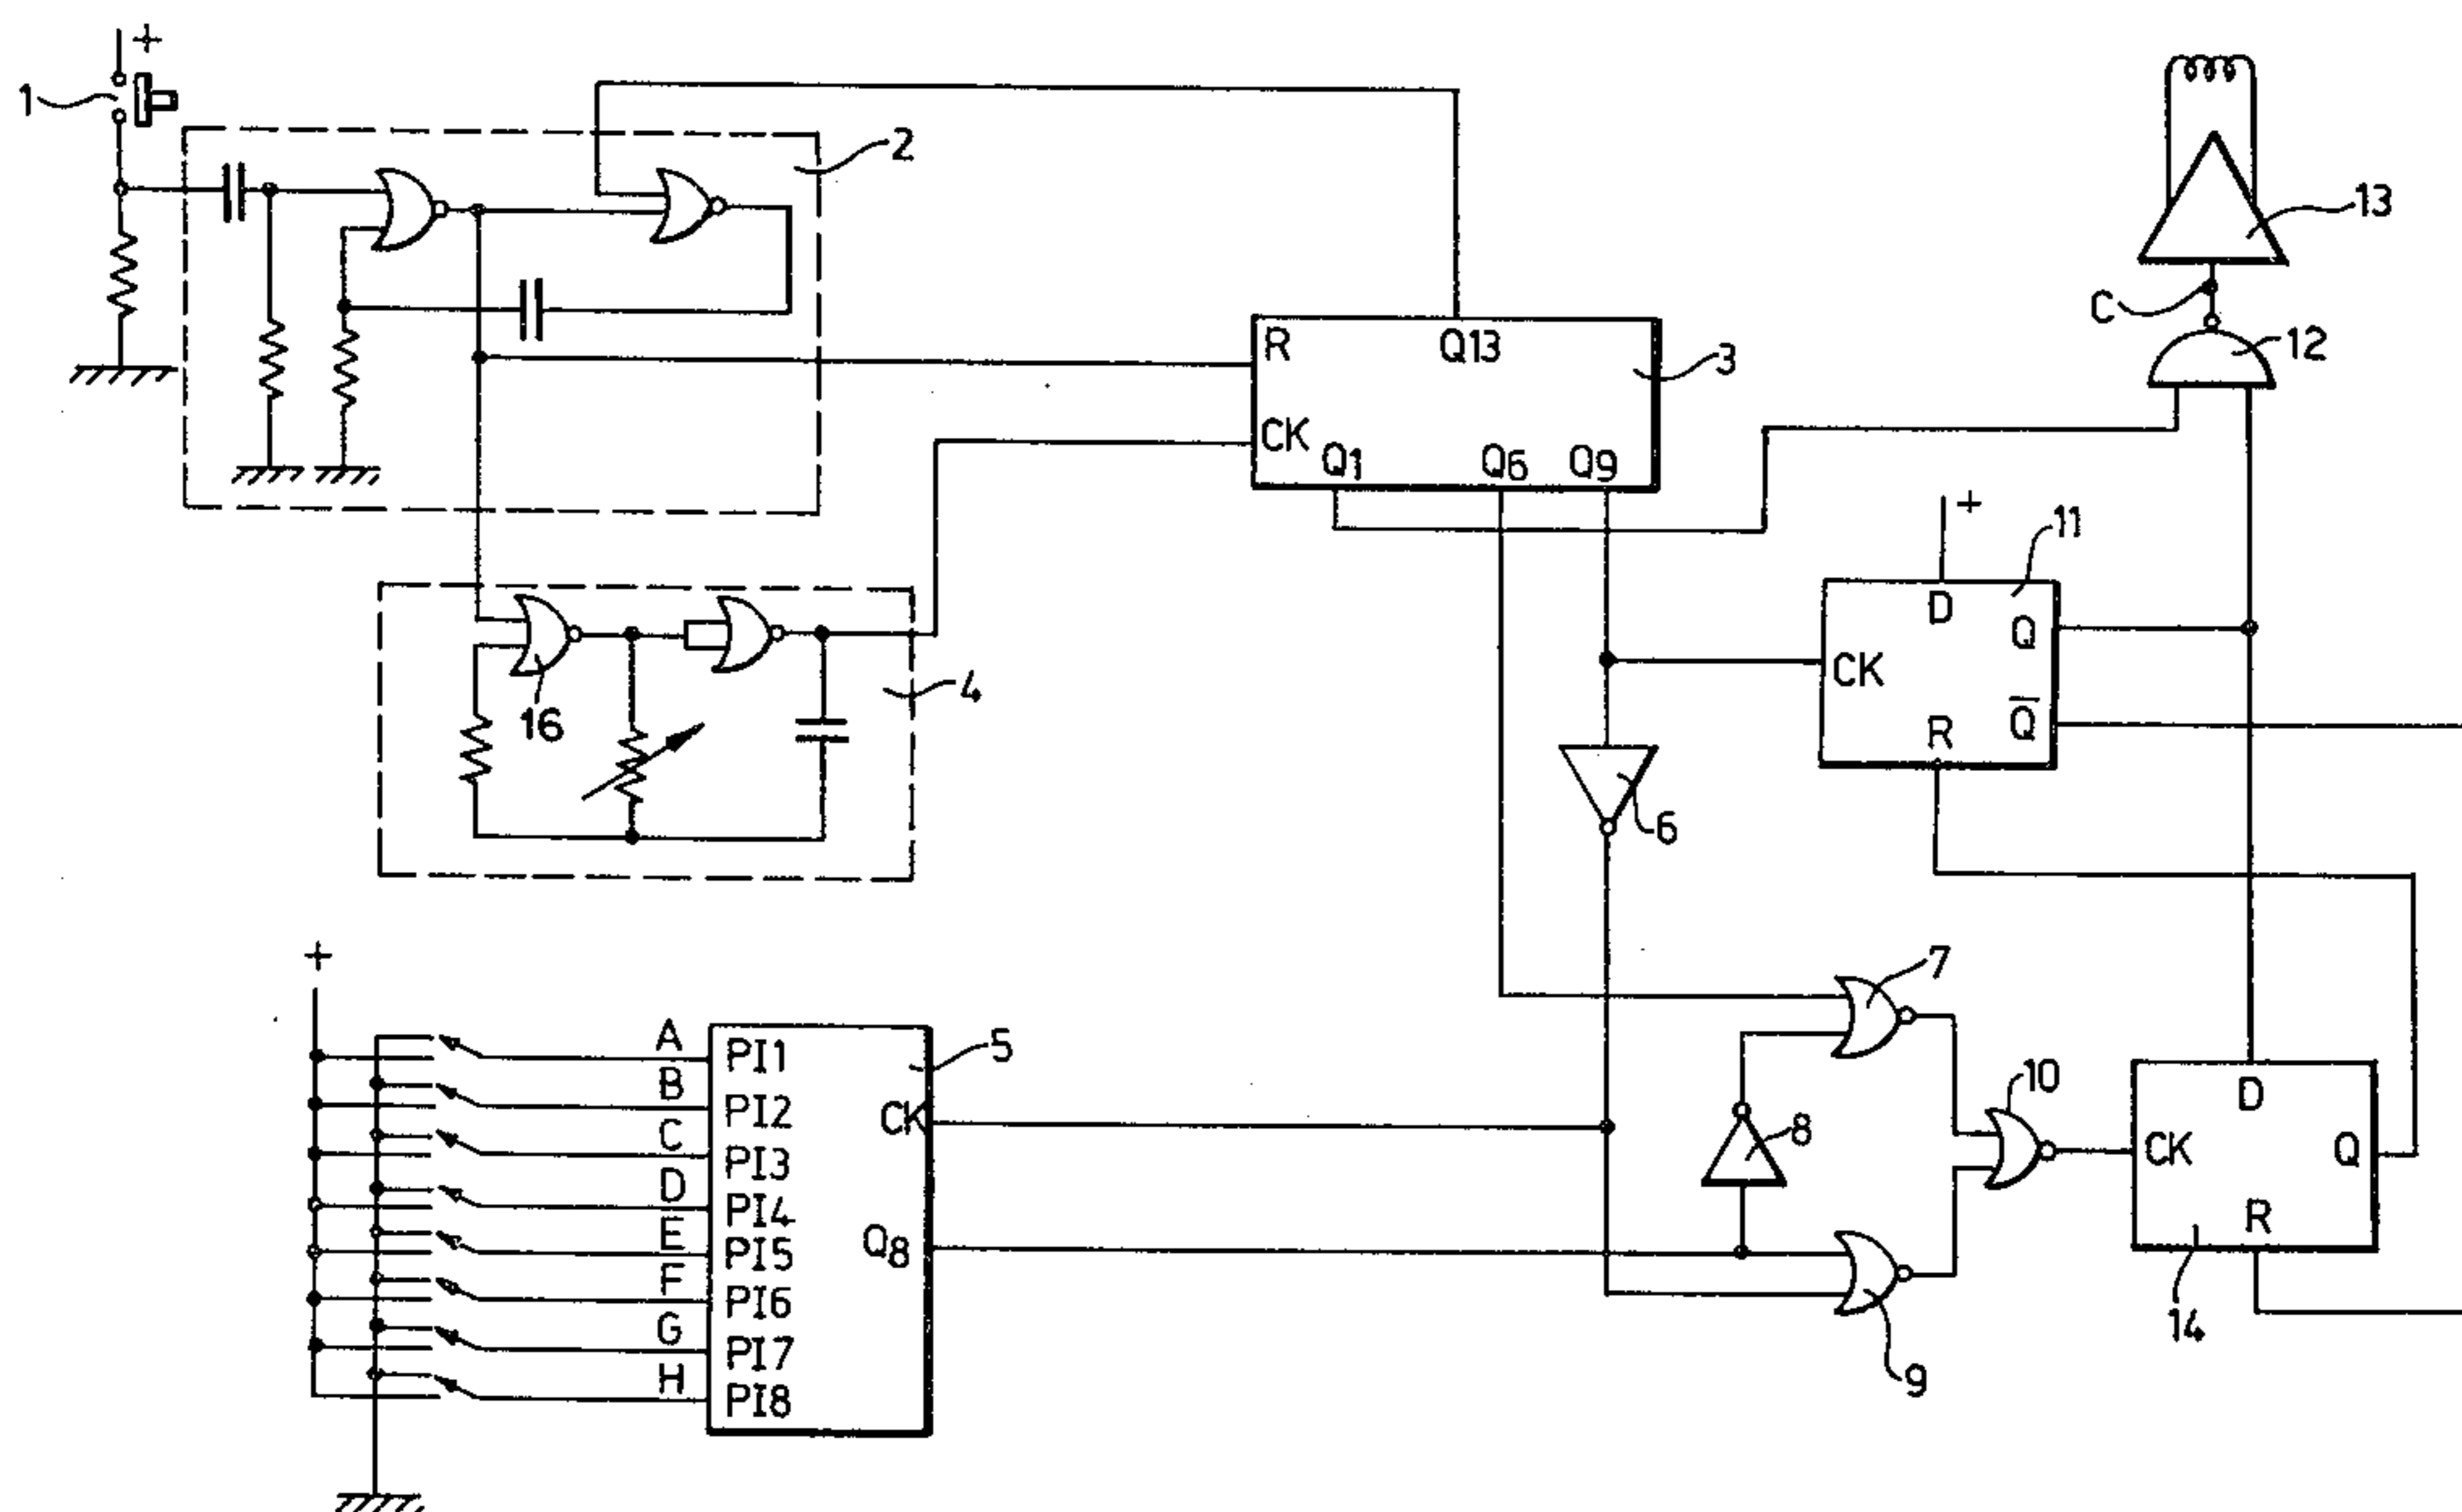 +
1
2
13
C
12
R
Q13
3
CK
Q1
Q6
Q9
+
11
D
Q
CK
R
Q̅
16
4
6
+
7
A
PI1
5
B
PI2
CK
C
PI3
D
PI4
E
PI5
Q8
F
PI6
G
PI7
H
PI8
8
10
D
CK
Q
R
14
9